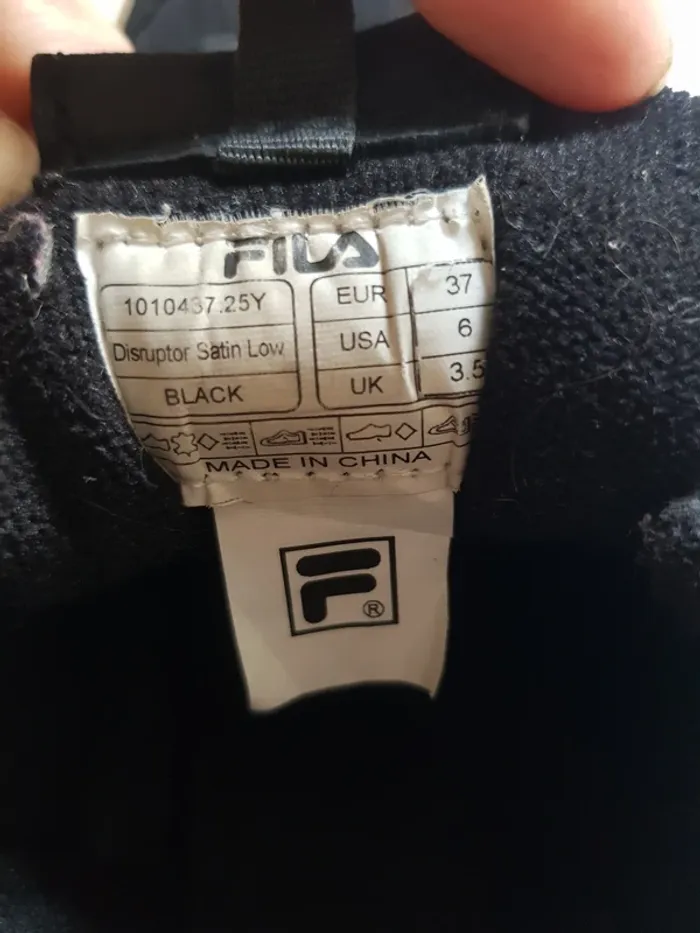 FILA
1010437.25Y
Disruptor Satin Low
BLACK
EUR 37
USA 6
UK 3.5
MADE IN CHINA
F
®